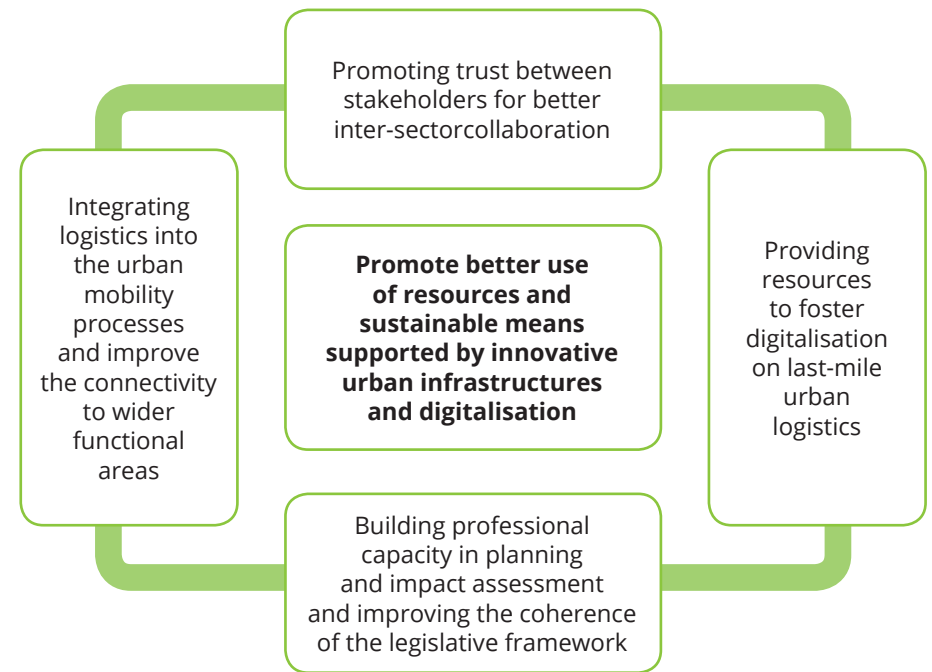 Promoting trust between
stakeholders for better
inter-sectorcollaboration
Integrating
logistics into
the urban
mobility
processes
and improve
the connectivity
to wider
functional
areas
Promote better use
of resources and
sustainable means
supported by innovative
urban infrastructures
and digitalisation
Providing
resources
to foster
digitalisation
on last-mile
urban
logistics
Building professional
capacity in planning
and impact assessment
and improving the coherence
of the legislative framework